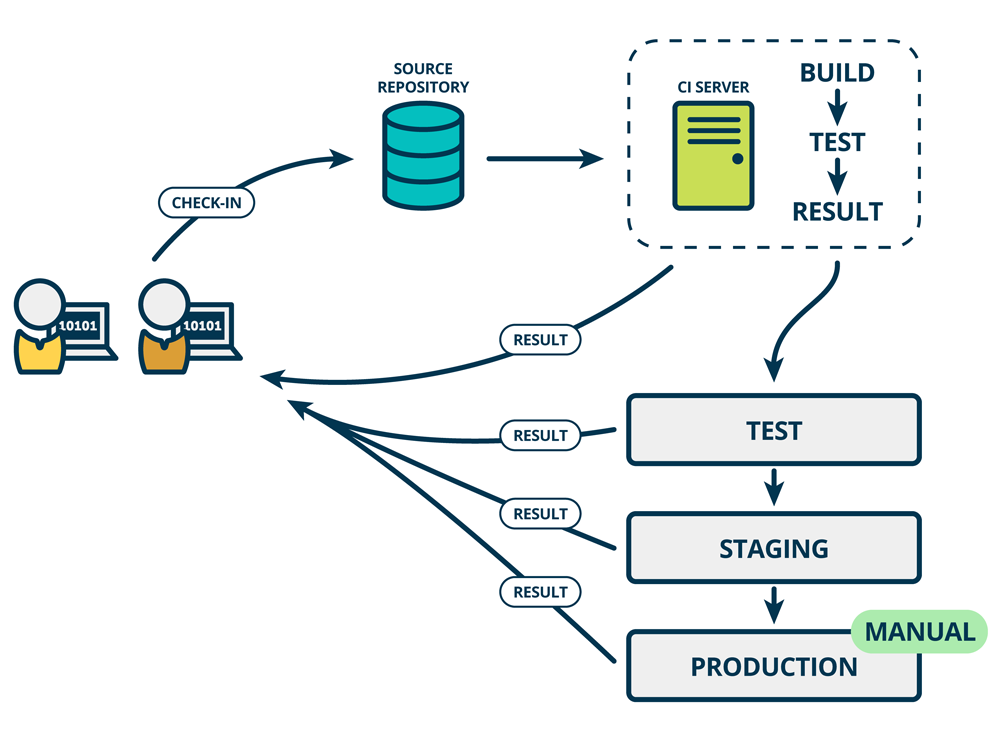 SOURCE
REPOSITORY
CI SERVER
BUILD
TEST
RESULT
CHECK-IN
10101
10101
RESULT
RESULT
TEST
RESULT
STAGING
RESULT
MANUAL
PRODUCTION